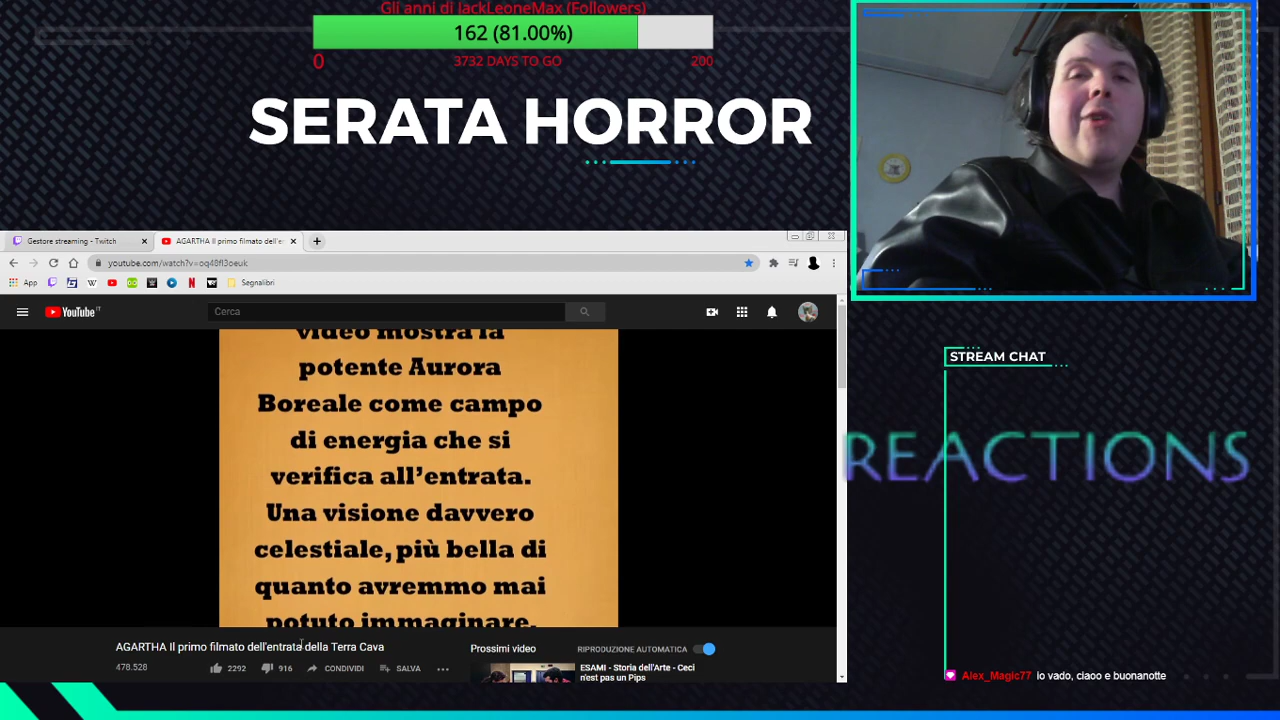 Gli anni di IackLeoneMax (Followers)
162 (81.00%)
0
3732 DAYS TO GO
200
SERATA HORROR
Gestore streaming - Twitch
AGARTHA Il primo filmato dell'e
youtube.com/watch?v=oq48fl3oeuk
App
Segnalibri
YouTube IT
Cerca
video mostra la
potente Aurora
Boreale come campo
di energia che si
verifica all'entrata.
Una visione davvero
celestiale, più bella di
quanto avremmo mai
potuto immaginare.
AGARTHA Il primo filmato dell'entrata della Terra Cava
478.528
2292
916
CONDIVIDI
SALVA
Prossimi video
RIPRODUZIONE AUTOMATICA
ESAMI - Storia dell'Arte - Ceci
n'est pas un Pips
STREAM CHAT
REACTIONS
Alex_Magic77 io vado, ciaoo e buonanotte